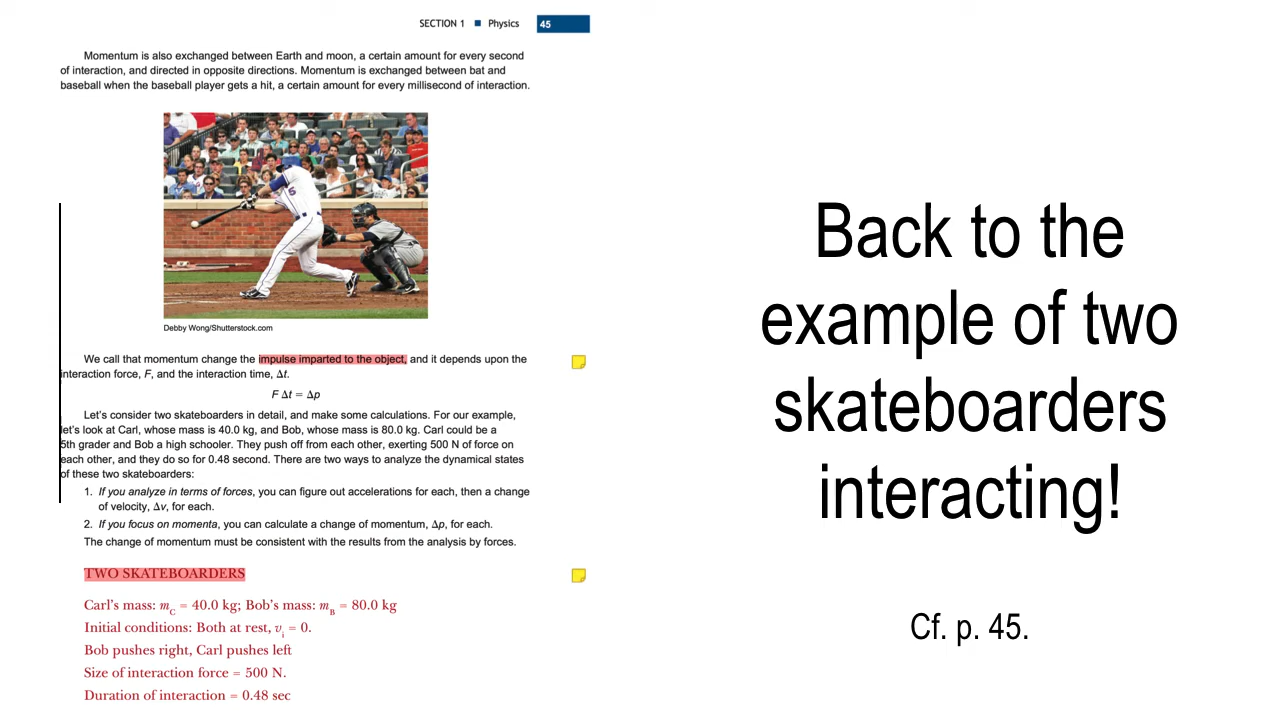 SECTION 1 ■ Physics 45
Momentum is also exchanged between Earth and moon, a certain amount for every second
of interaction, and directed in opposite directions. Momentum is exchanged between bat and
baseball when the baseball player gets a hit, a certain amount for every millisecond of interaction.
5
Debby Wong/Shutterstock.com
We call that momentum change the impulse imparted to the object, and it depends upon the
interaction force, F, and the interaction time, Δt.
F Δt = Δp
Let's consider two skateboarders in detail, and make some calculations. For our example,
let's look at Carl, whose mass is 40.0 kg, and Bob, whose mass is 80.0 kg. Carl could be a
5th grader and Bob a high schooler. They push off from each other, exerting 500 N of force on
each other, and they do so for 0.48 second. There are two ways to analyze the dynamical states
of these two skateboarders:
1. If you analyze in terms of forces, you can figure out accelerations for each, then a change
of velocity, Δv, for each.
2. If you focus on momenta, you can calculate a change of momentum, Δp, for each.
The change of momentum must be consistent with the results from the analysis by forces.
TWO SKATEBOARDERS
Carl's mass: mC = 40.0 kg; Bob's mass: mB = 80.0 kg
Initial conditions: Both at rest, vi = 0.
Bob pushes right, Carl pushes left
Size of interaction force = 500 N.
Duration of interaction = 0.48 sec
Back to the
example of two
skateboarders
interacting!
Cf. p. 45.